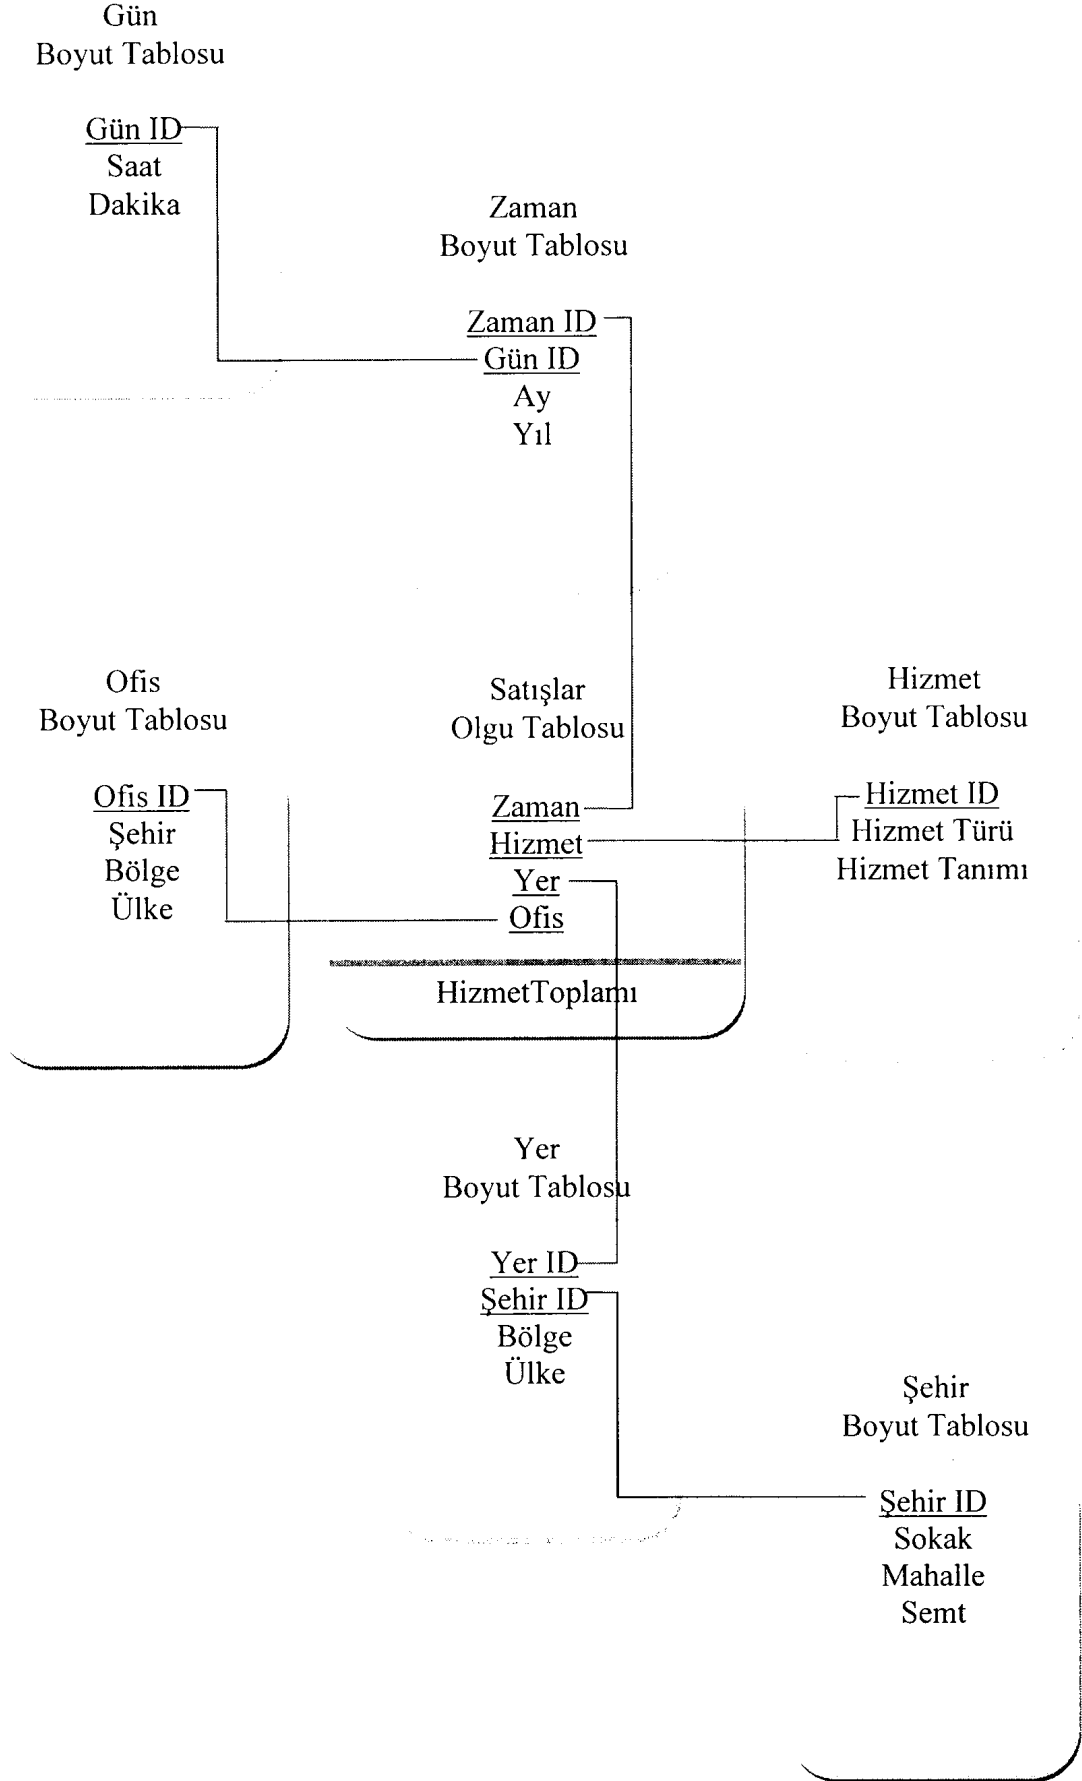 Gün
Boyut Tablosu
Gün ID
Saat
Dakika
Zaman
Boyut Tablosu
Zaman ID
Gün ID
Ay
Yıl
Ofis
Boyut Tablosu
Ofis ID
Şehir
Bölge
Ülke
Satışlar
Olgu Tablosu
Zaman
Hizmet
Yer
Ofis
HizmetToplamı
Hizmet
Boyut Tablosu
Hizmet ID
Hizmet Türü
Hizmet Tanımı
Yer
Boyut Tablosu
Yer ID
Şehir ID
Bölge
Ülke
Şehir
Boyut Tablosu
Şehir ID
Sokak
Mahalle
Semt